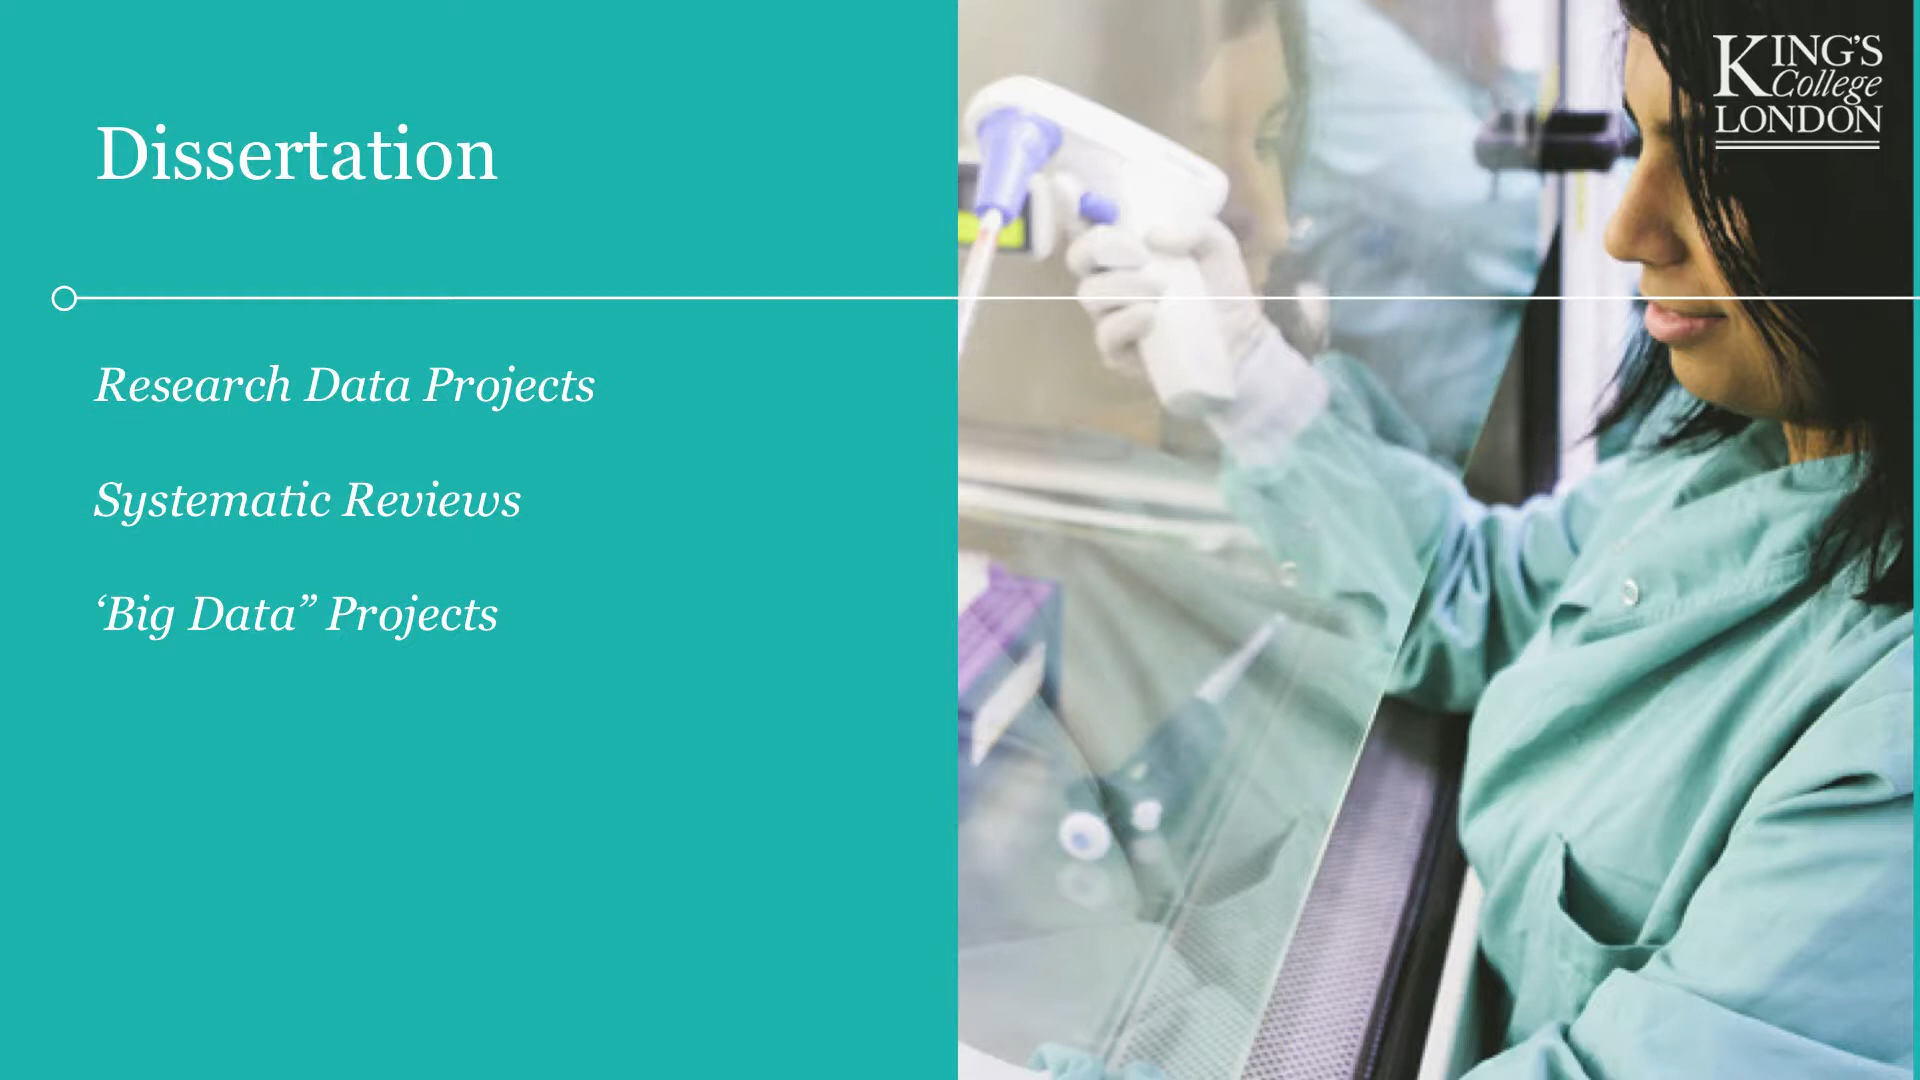 Dissertation
KING'S
College
LONDON
Research Data Projects
Systematic Reviews
‘Big Data” Projects